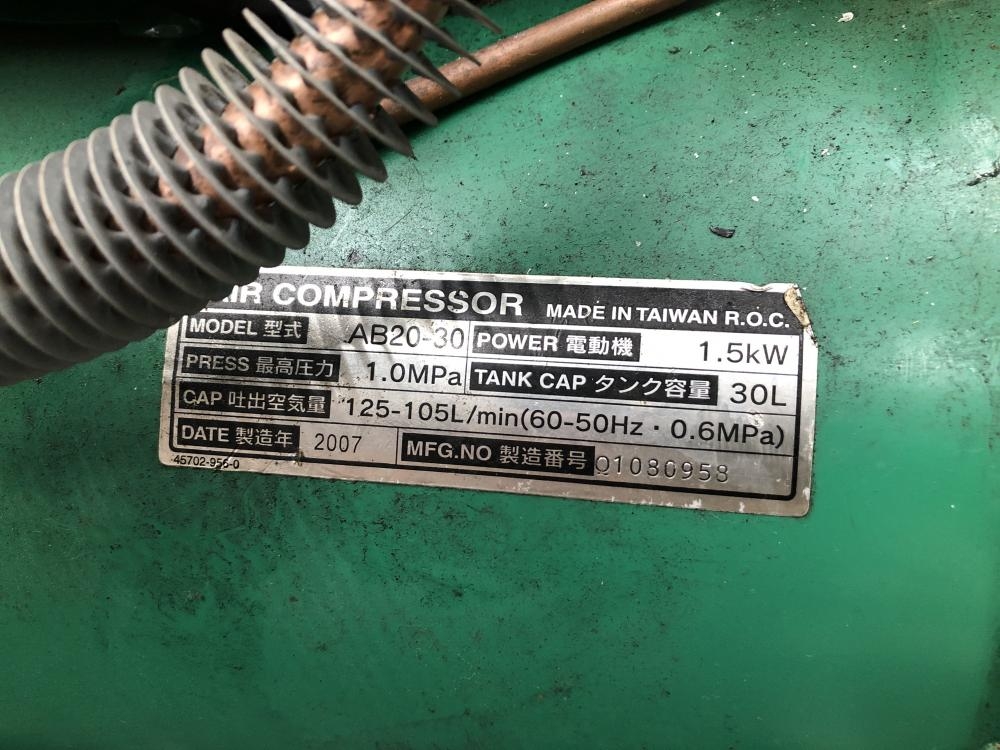 AIR COMPRESSOR MADE IN TAIWAN R.O.C.
MODEL 型式 AB20-30 POWER 電動機 1.5kW
PRESS 最高圧力 1.0MPa TANK CAP タンク容量 30L
CAP 吐出空気量 125-105L/min(60-50Hz・0.6MPa)
DATE 製造年 2007 MFG.NO 製造番号 Q1080958
45702-956-0